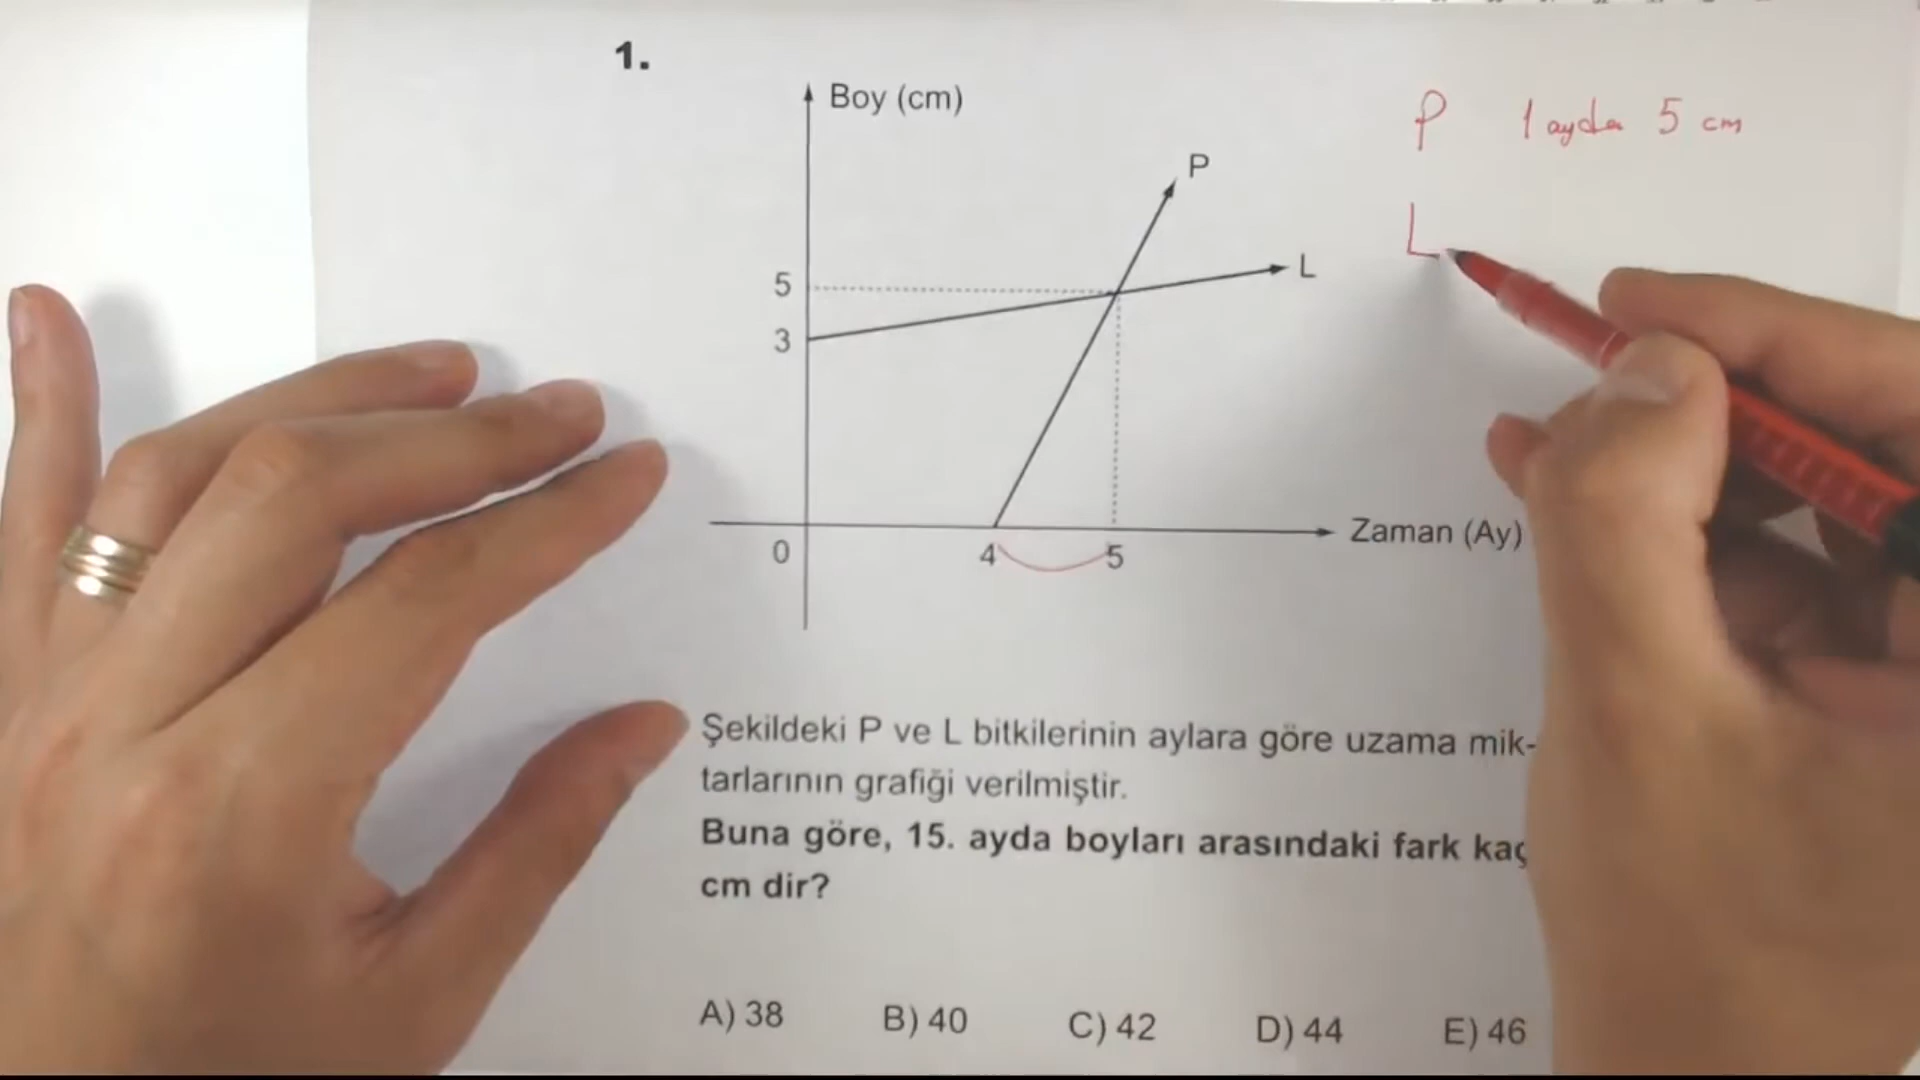 1.
Boy (cm)
P 1 ayda 5 cm
P
L
L
5
3
Zaman (Ay)
0 4 5
Şekildeki P ve L bitkilerinin aylara göre uzama mik-
tarlarının grafiği verilmiştir.
Buna göre, 15. ayda boyları arasındaki fark kaç
cm dir?
A) 38 B) 40 C) 42 D) 44 E) 46